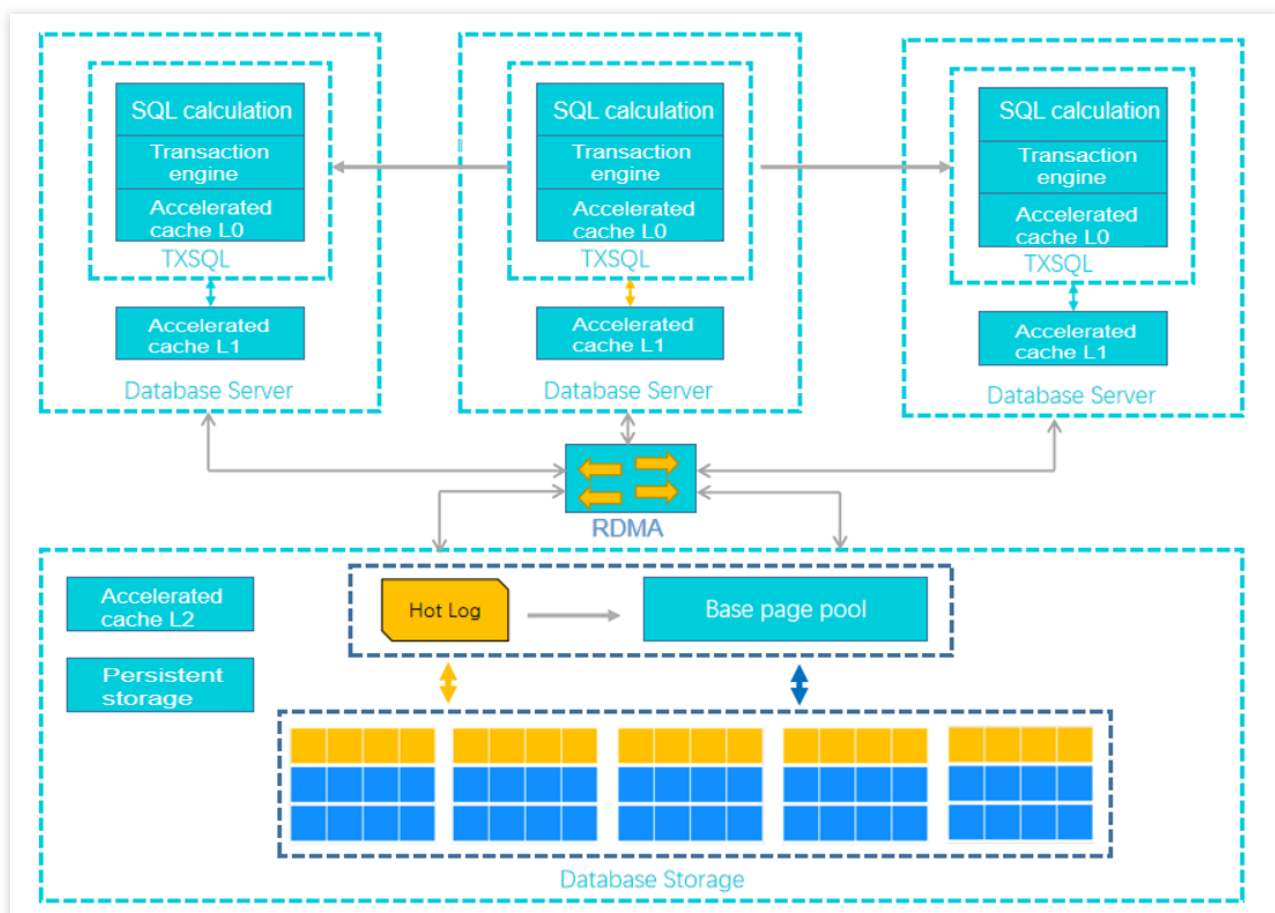 SQL calculation
Transaction
engine
Accelerated
cache L0
TXSQL
Accelerated
cache L1
Database Server
SQL calculation
Transaction
engine
Accelerated
cache L0
TXSQL
Accelerated
cache L1
Database Server
SQL calculation
Transaction
engine
Accelerated
cache L0
TXSQL
Accelerated
cache L1
Database Server
RDMA
Accelerated
cache L2
Persistent
storage
Hot Log
Base page pool
Database Storage